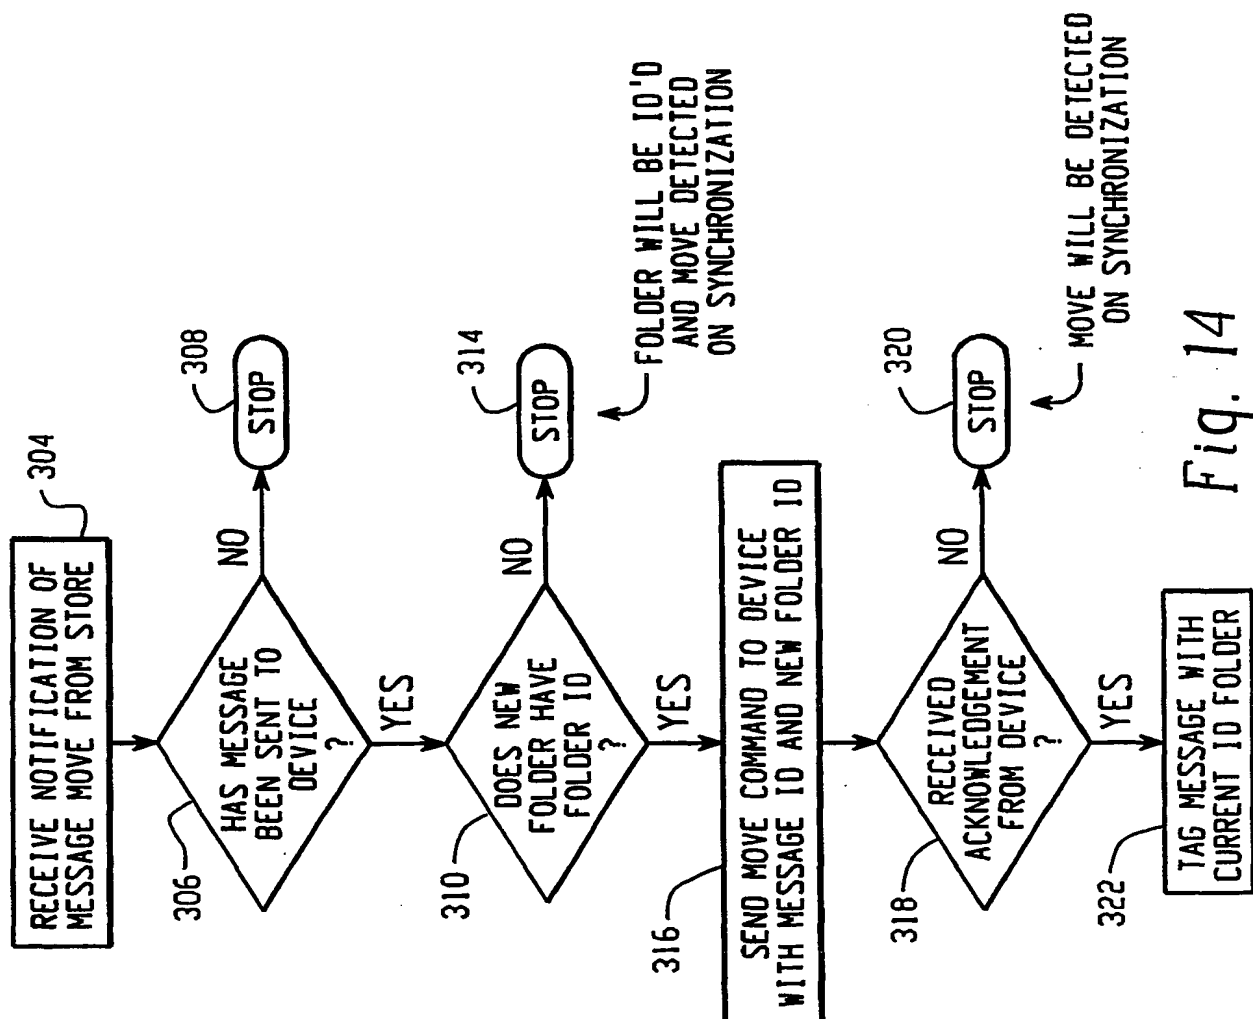 304
RECEIVE NOTIFICATION OF
MESSAGE MOVE FROM STORE
306
HAS MESSAGE
BEEN SENT TO
DEVICE
?
NO
308
STOP
YES
310
DOES NEW
FOLDER HAVE
FOLDER ID
?
NO
314
STOP
FOLDER WILL BE ID'D
AND MOVE DETECTED
ON SYNCHRONIZATION
YES
316
SEND MOVE COMMAND TO DEVICE
WITH MESSAGE ID AND NEW FOLDER ID
318
RECEIVED
ACKNOWLEDGEMENT
FROM DEVICE
?
NO
320
STOP
MOVE WILL BE DETECTED
ON SYNCHRONIZATION
YES
322
TAG MESSAGE WITH
CURRENT ID FOLDER
Fig. 14